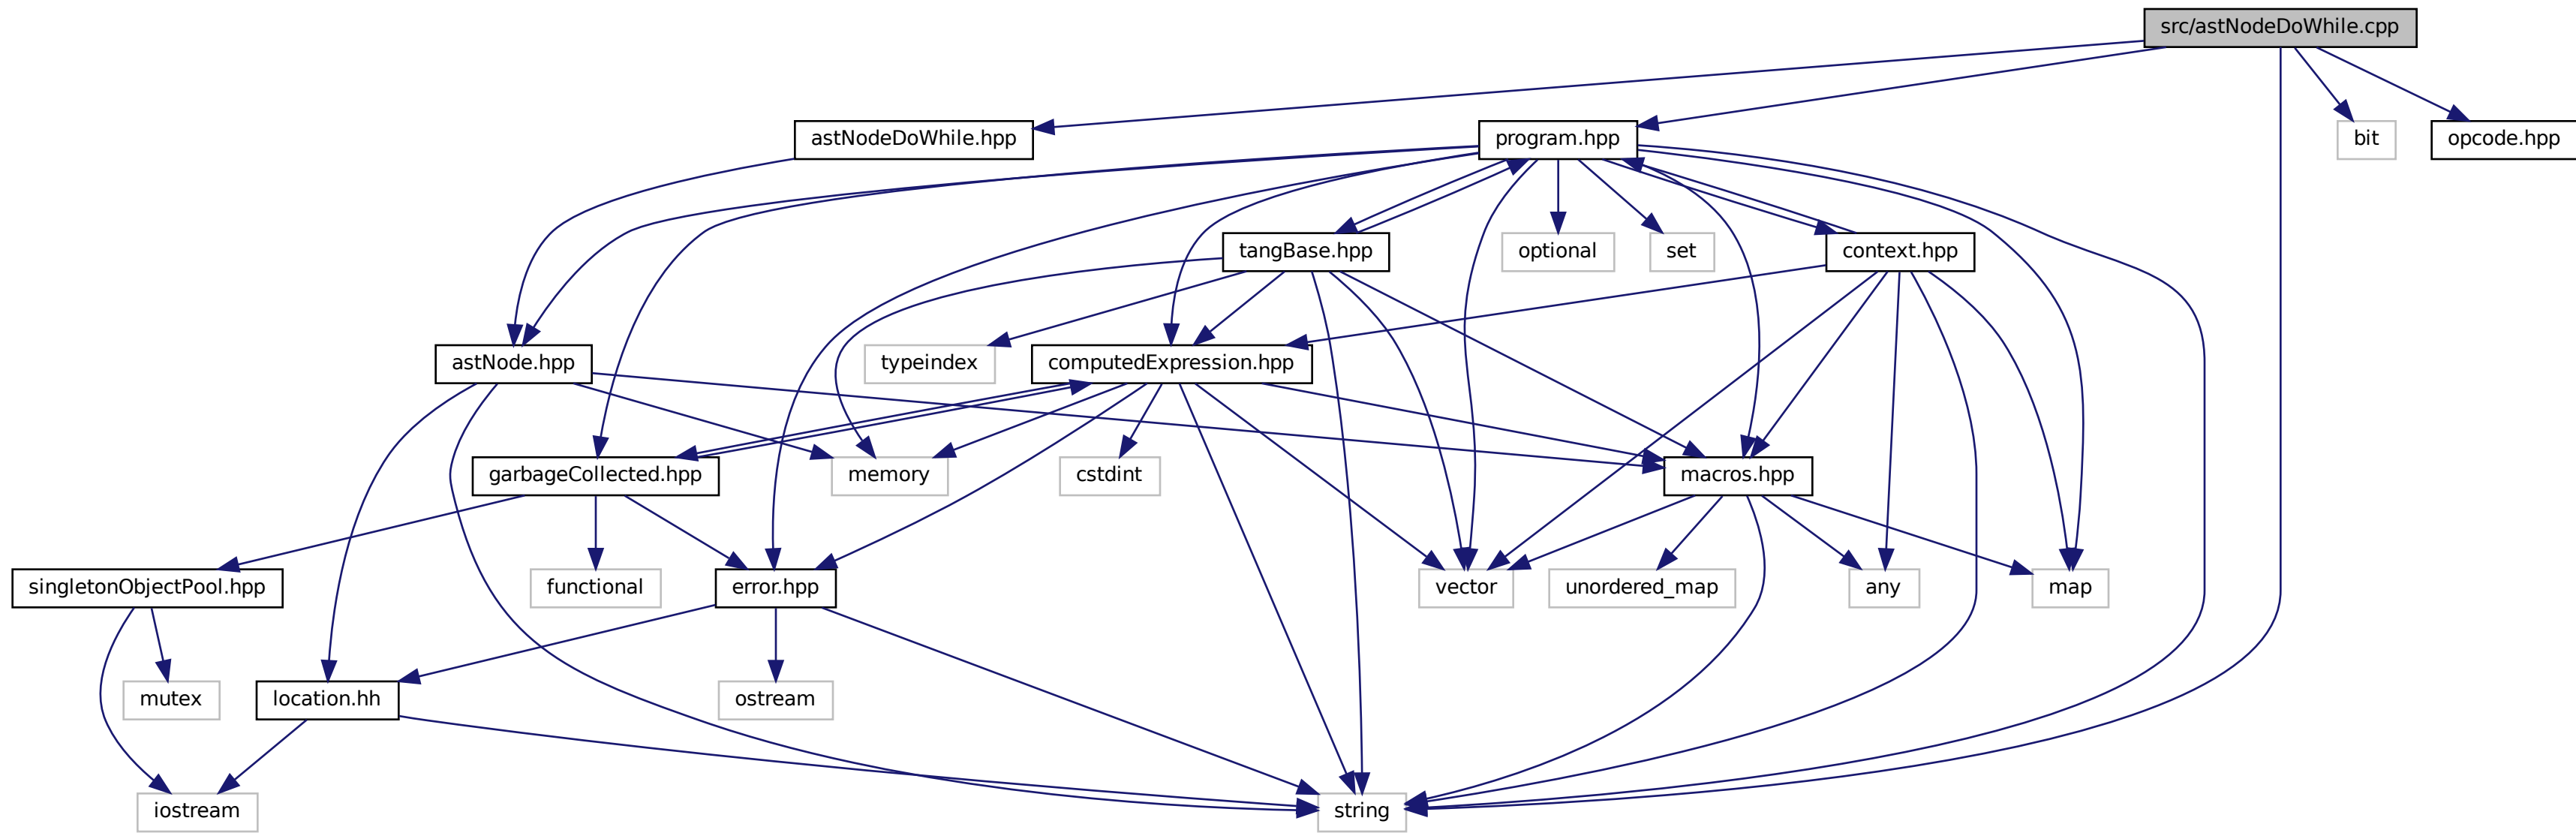 src/astNodeDoWhile.cpp
astNodeDoWhile.hpp
program.hpp
bit
opcode.hpp
tangBase.hpp
optional
set
context.hpp
astNode.hpp
typeindex
computedExpression.hpp
garbageCollected.hpp
memory
cstdint
macros.hpp
singletonObjectPool.hpp
functional
error.hpp
vector
unordered_map
any
map
mutex
location.hh
ostream
iostream
string